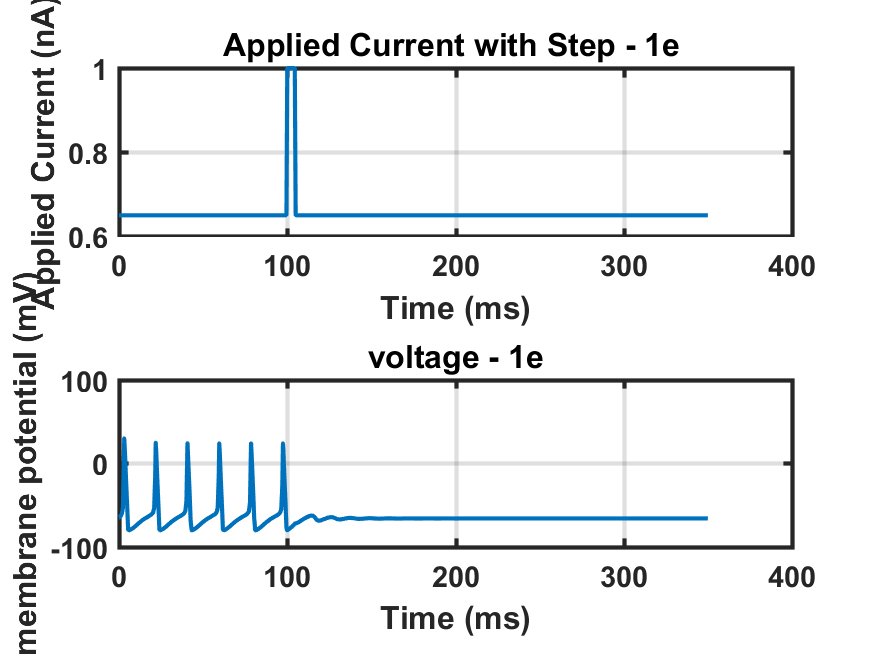 Applied Current with Step - 1e
Applied Current (nA)
1
0.8
0.6
0
100
200
300
400
Time (ms)
voltage - 1e
membrane potential (mV)
100
0
-100
0
100
200
300
400
Time (ms)